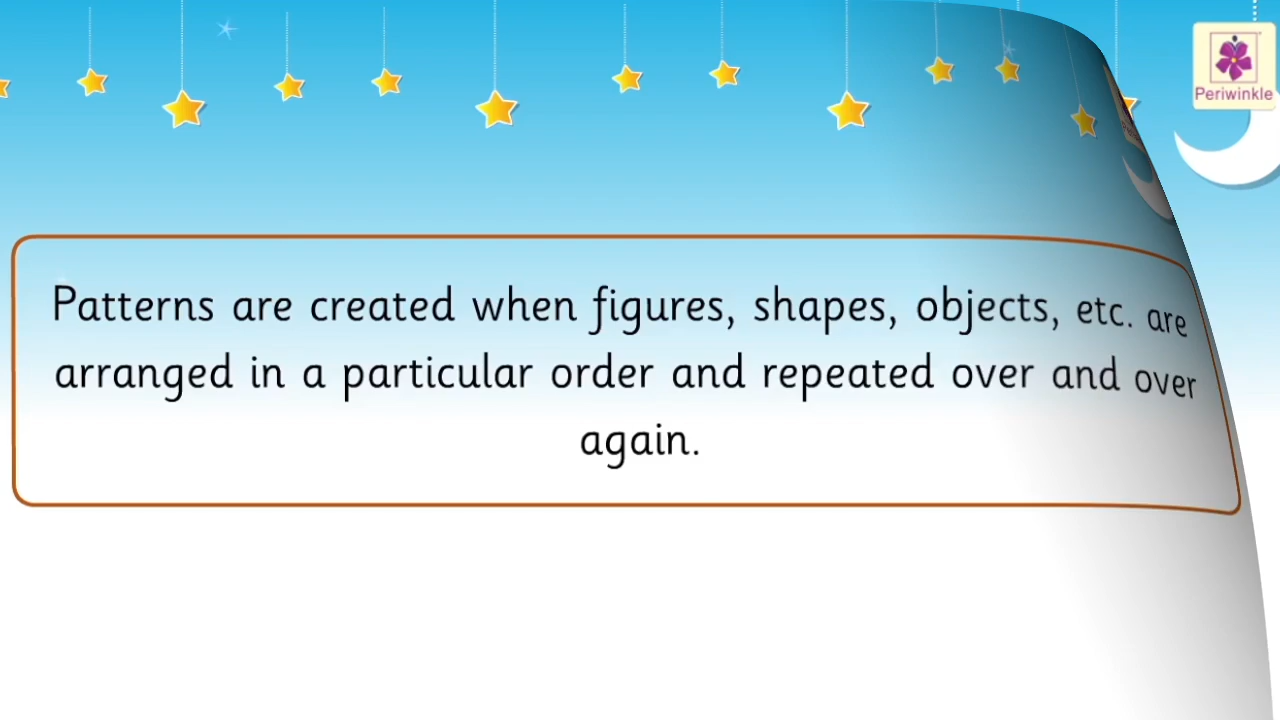 Periwinkle
Patterns are created when figures, shapes, objects, etc. are
arranged in a particular order and repeated over and over
again.